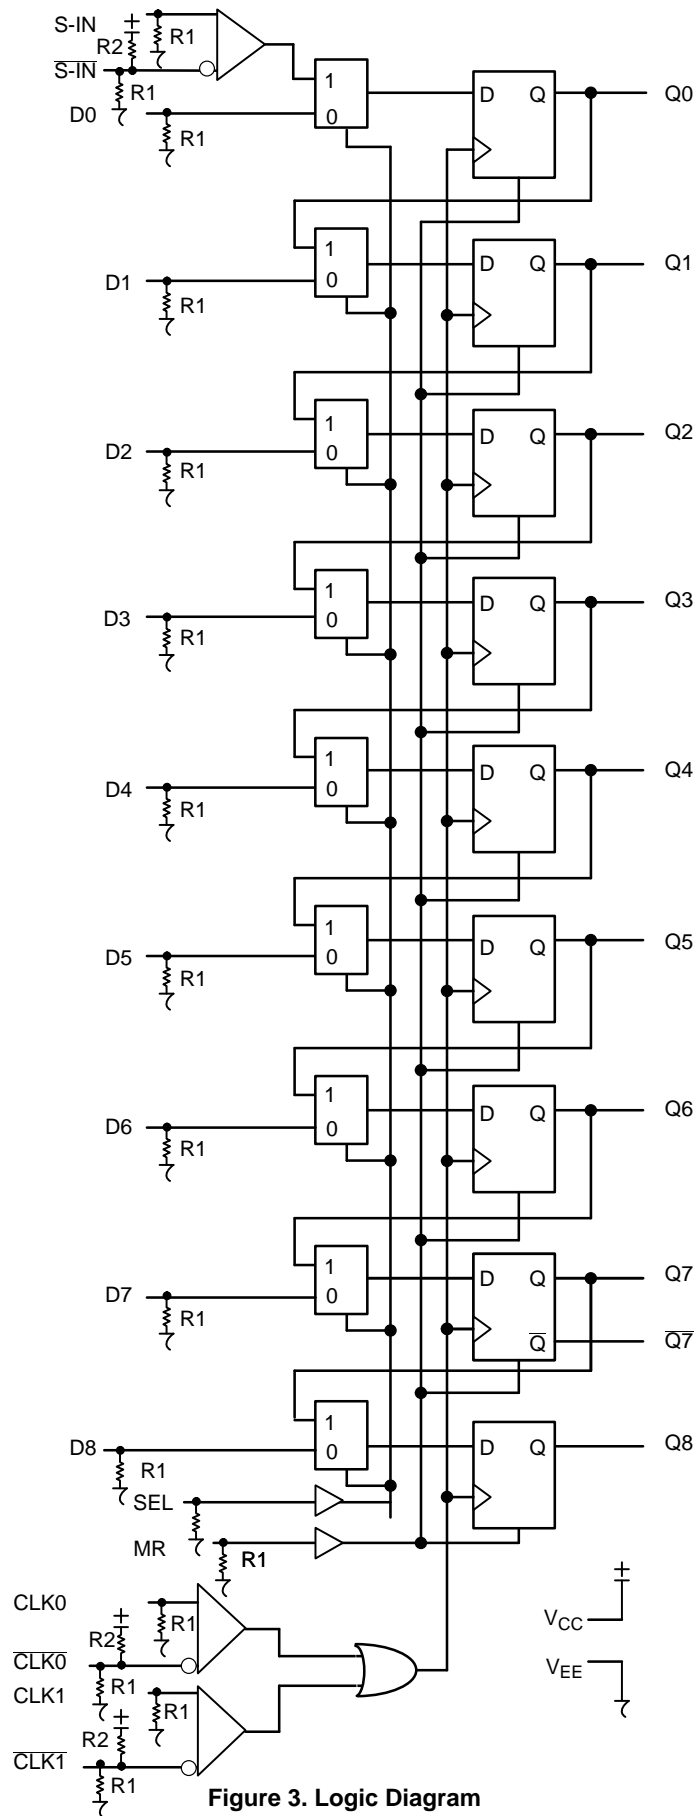 S-IN
R2
R1
S-IN
R1
D0
R1
1
0
D Q
Q0
D1
R1
1
0
D Q
Q1
D2
R1
1
0
D Q
Q2
D3
R1
1
0
D Q
Q3
D4
R1
1
0
D Q
Q4
D5
R1
1
0
D Q
Q5
D6
R1
1
0
D Q
Q6
D7
R1
1
0
D Q
Q
Q7
Q7
D8
R1
1
0
D Q
Q8
SEL
MR
R1
CLK0
R1
R2
CLK0
R1
CLK1
R1
R2
CLK1
R1
VCC
VEE
Figure 3. Logic Diagram